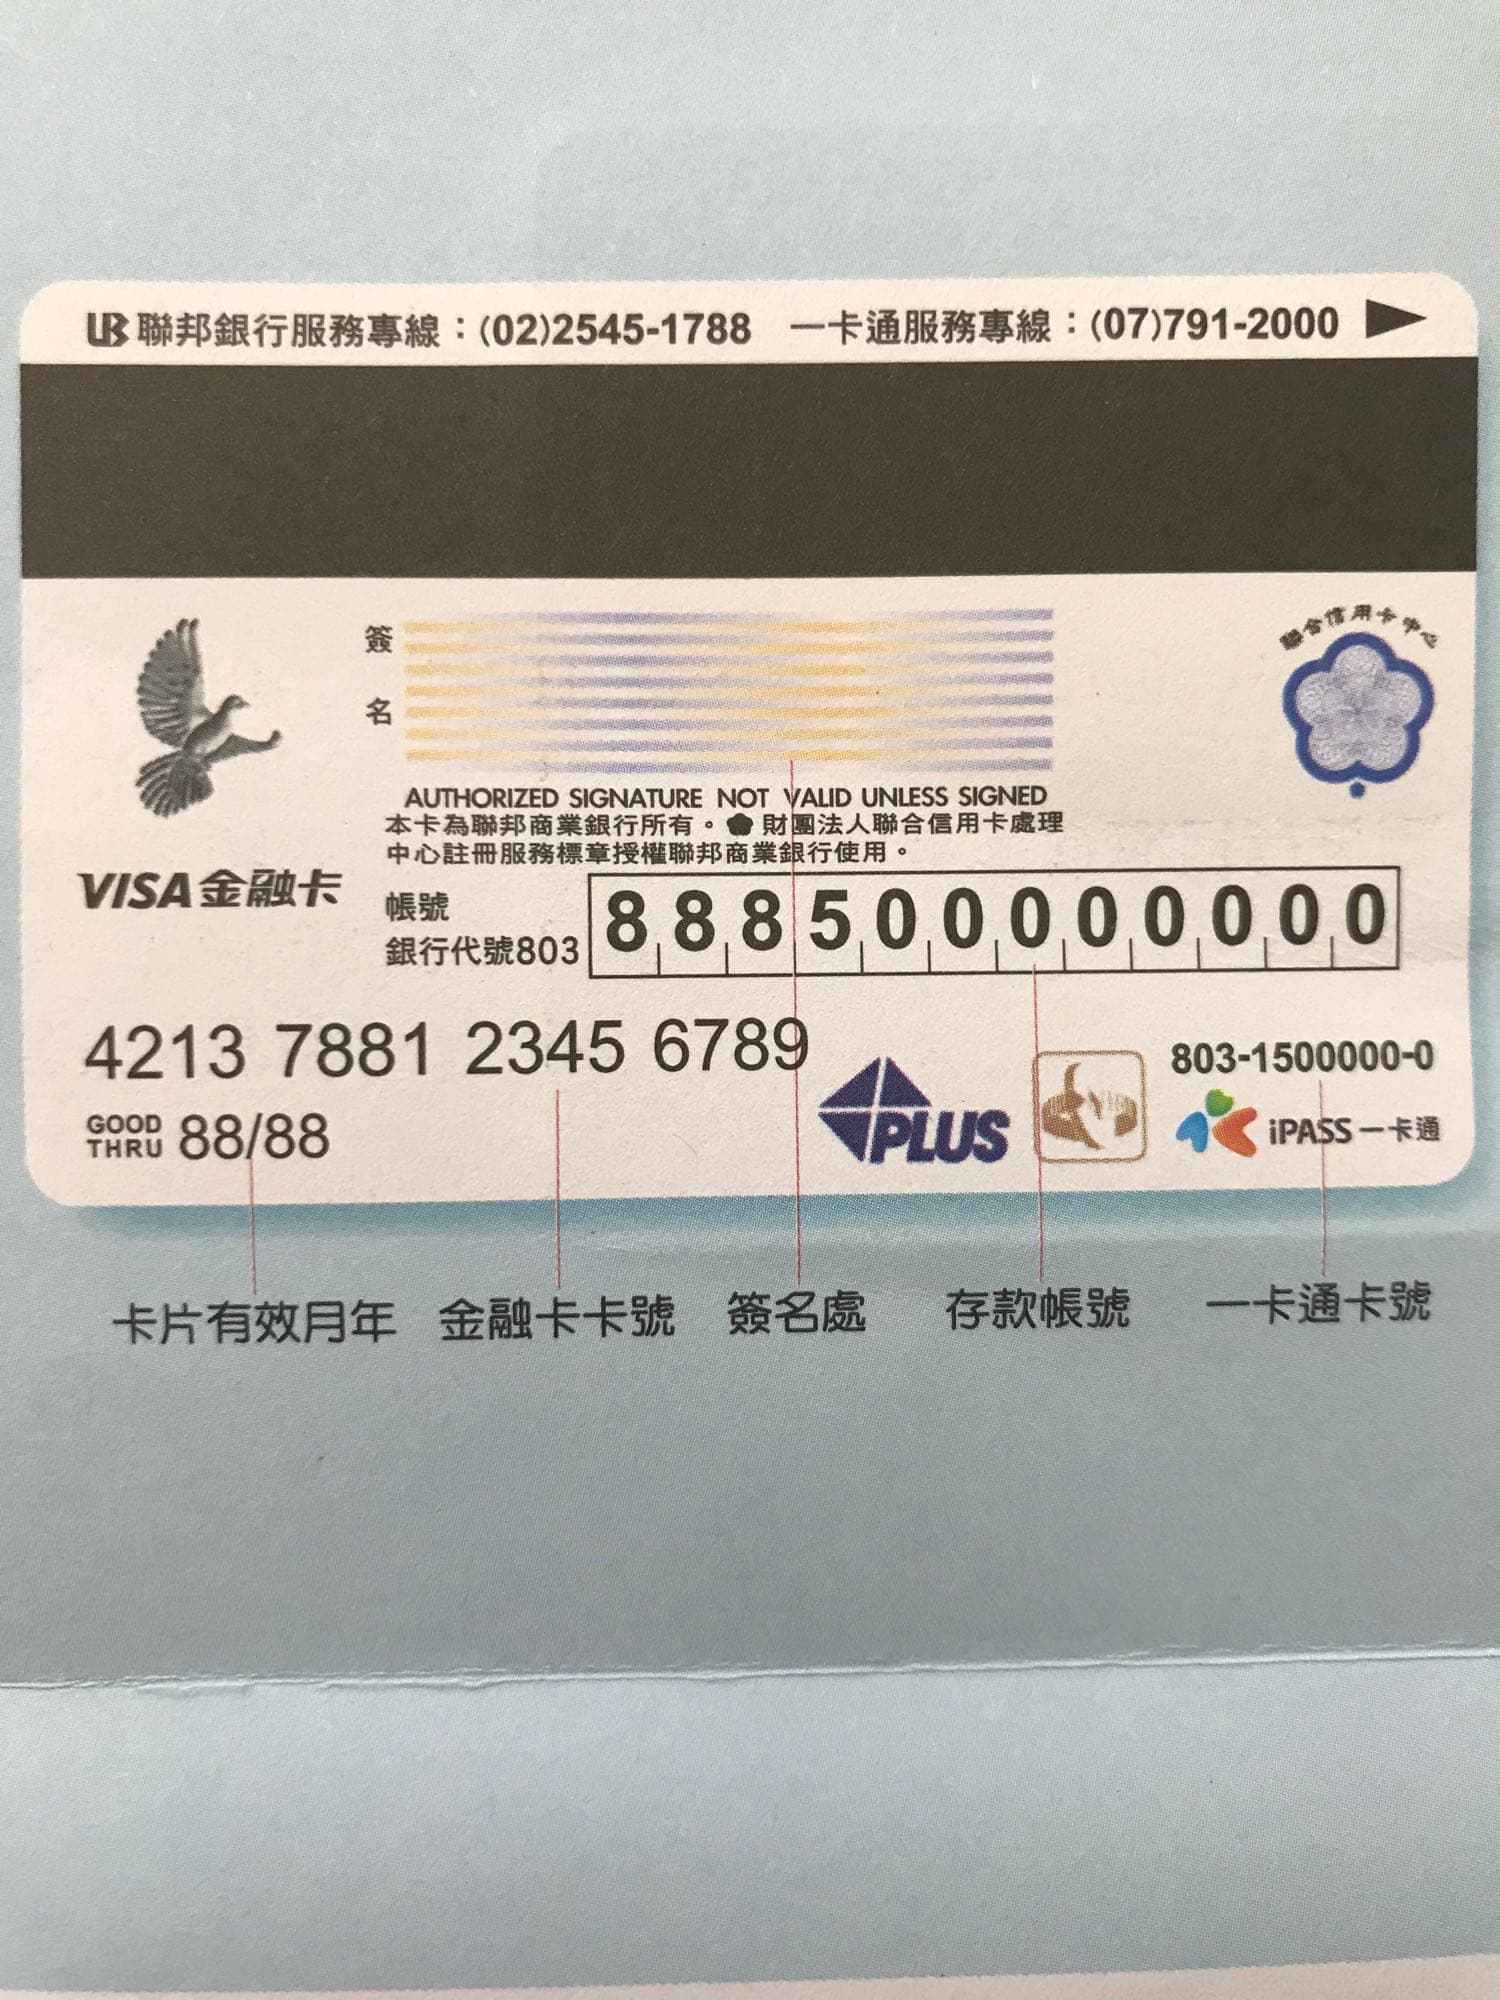 UB 聯邦銀行服務專線：(02)2545-1788 一卡通服務專線：(07)791-2000
聯合信用卡中心
簽名
AUTHORIZED SIGNATURE NOT VALID UNLESS SIGNED
本卡為聯邦商業銀行所有。財團法人聯合信用卡處理
中心註冊服務標章授權聯邦商業銀行使用。
VISA金融卡
帳號
銀行代號803
888500000000
4213 7881 2345 6789
GOOD
THRU 88/88
PLUS
803-1500000-0
iPASS 一卡通
卡片有效月年 金融卡卡號 簽名處 存款帳號 一卡通卡號